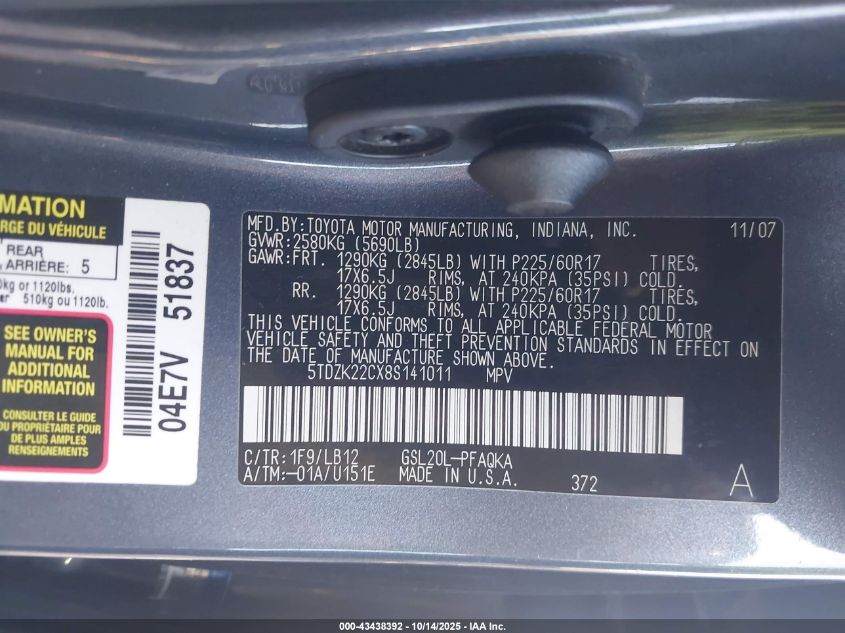 MATION
ARGE DU VÉHICULE
REAR
ARRIÈRE: 5
kg or 1120lbs.
er 510kg ou 1120lb.
SEE OWNER'S
MANUAL FOR
ADDITIONAL
INFORMATION
CONSULTER LE GUIDE
DU PROPRIÉTAIRE
DE PLUS AMPLES
RENSEIGNEMENTS
04E7V 51837
MFD.BY:TOYOTA MOTOR MANUFACTURING, INDIANA, INC. 11/07
GVWR:2580KG (5690LB)
GAWR:FRT. 1290KG (2845LB) WITH P225/60R17 TIRES,
17X6.5J RIMS, AT 240KPA (35PSI) COLD.
RR. 1290KG (2845LB) WITH P225/60R17 TIRES,
17X6.5J RIMS, AT 240KPA (35PSI) COLD.
THIS VEHICLE CONFORMS TO ALL APPLICABLE FEDERAL MOTOR
VEHICLE SAFETY AND THEFT PREVENTION STANDARDS IN EFFECT ON
THE DATE OF MANUFACTURE SHOWN ABOVE.
5TDZK22CX8S141011 MPV
C/TR:1F9/LB12 GSL20L-PFAQKA
A/TM:-01A/U151E MADE IN U.S.A. 372 A
000-43438392 - 10/14/2025 - IAA Inc.